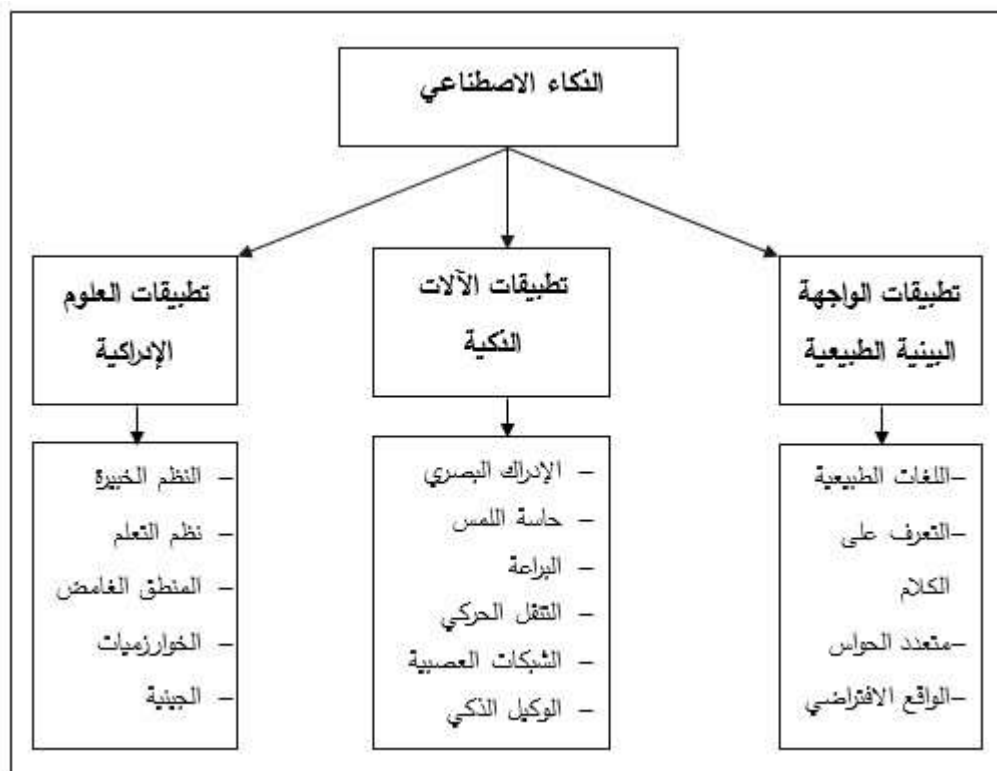 الذكاء الاصطناعي
تطبيقات الواجهة
البينية الطبيعية
تطبيقات الآلات
الذكية
تطبيقات العلوم
الإدراكية
–اللغات الطبيعية
–التعرف على
الكلام
–متعدد الحواس
–الواقع الافتراضي
– الإدراك البصري
– حاسة اللمس
– البراعة
– التنقل الحركي
– الشبكات العصبية
– الوكيل الذكي
– النظم الخبيرة
– نظم التعلم
– المنطق الغامض
– الخوارزميات
– الجينية